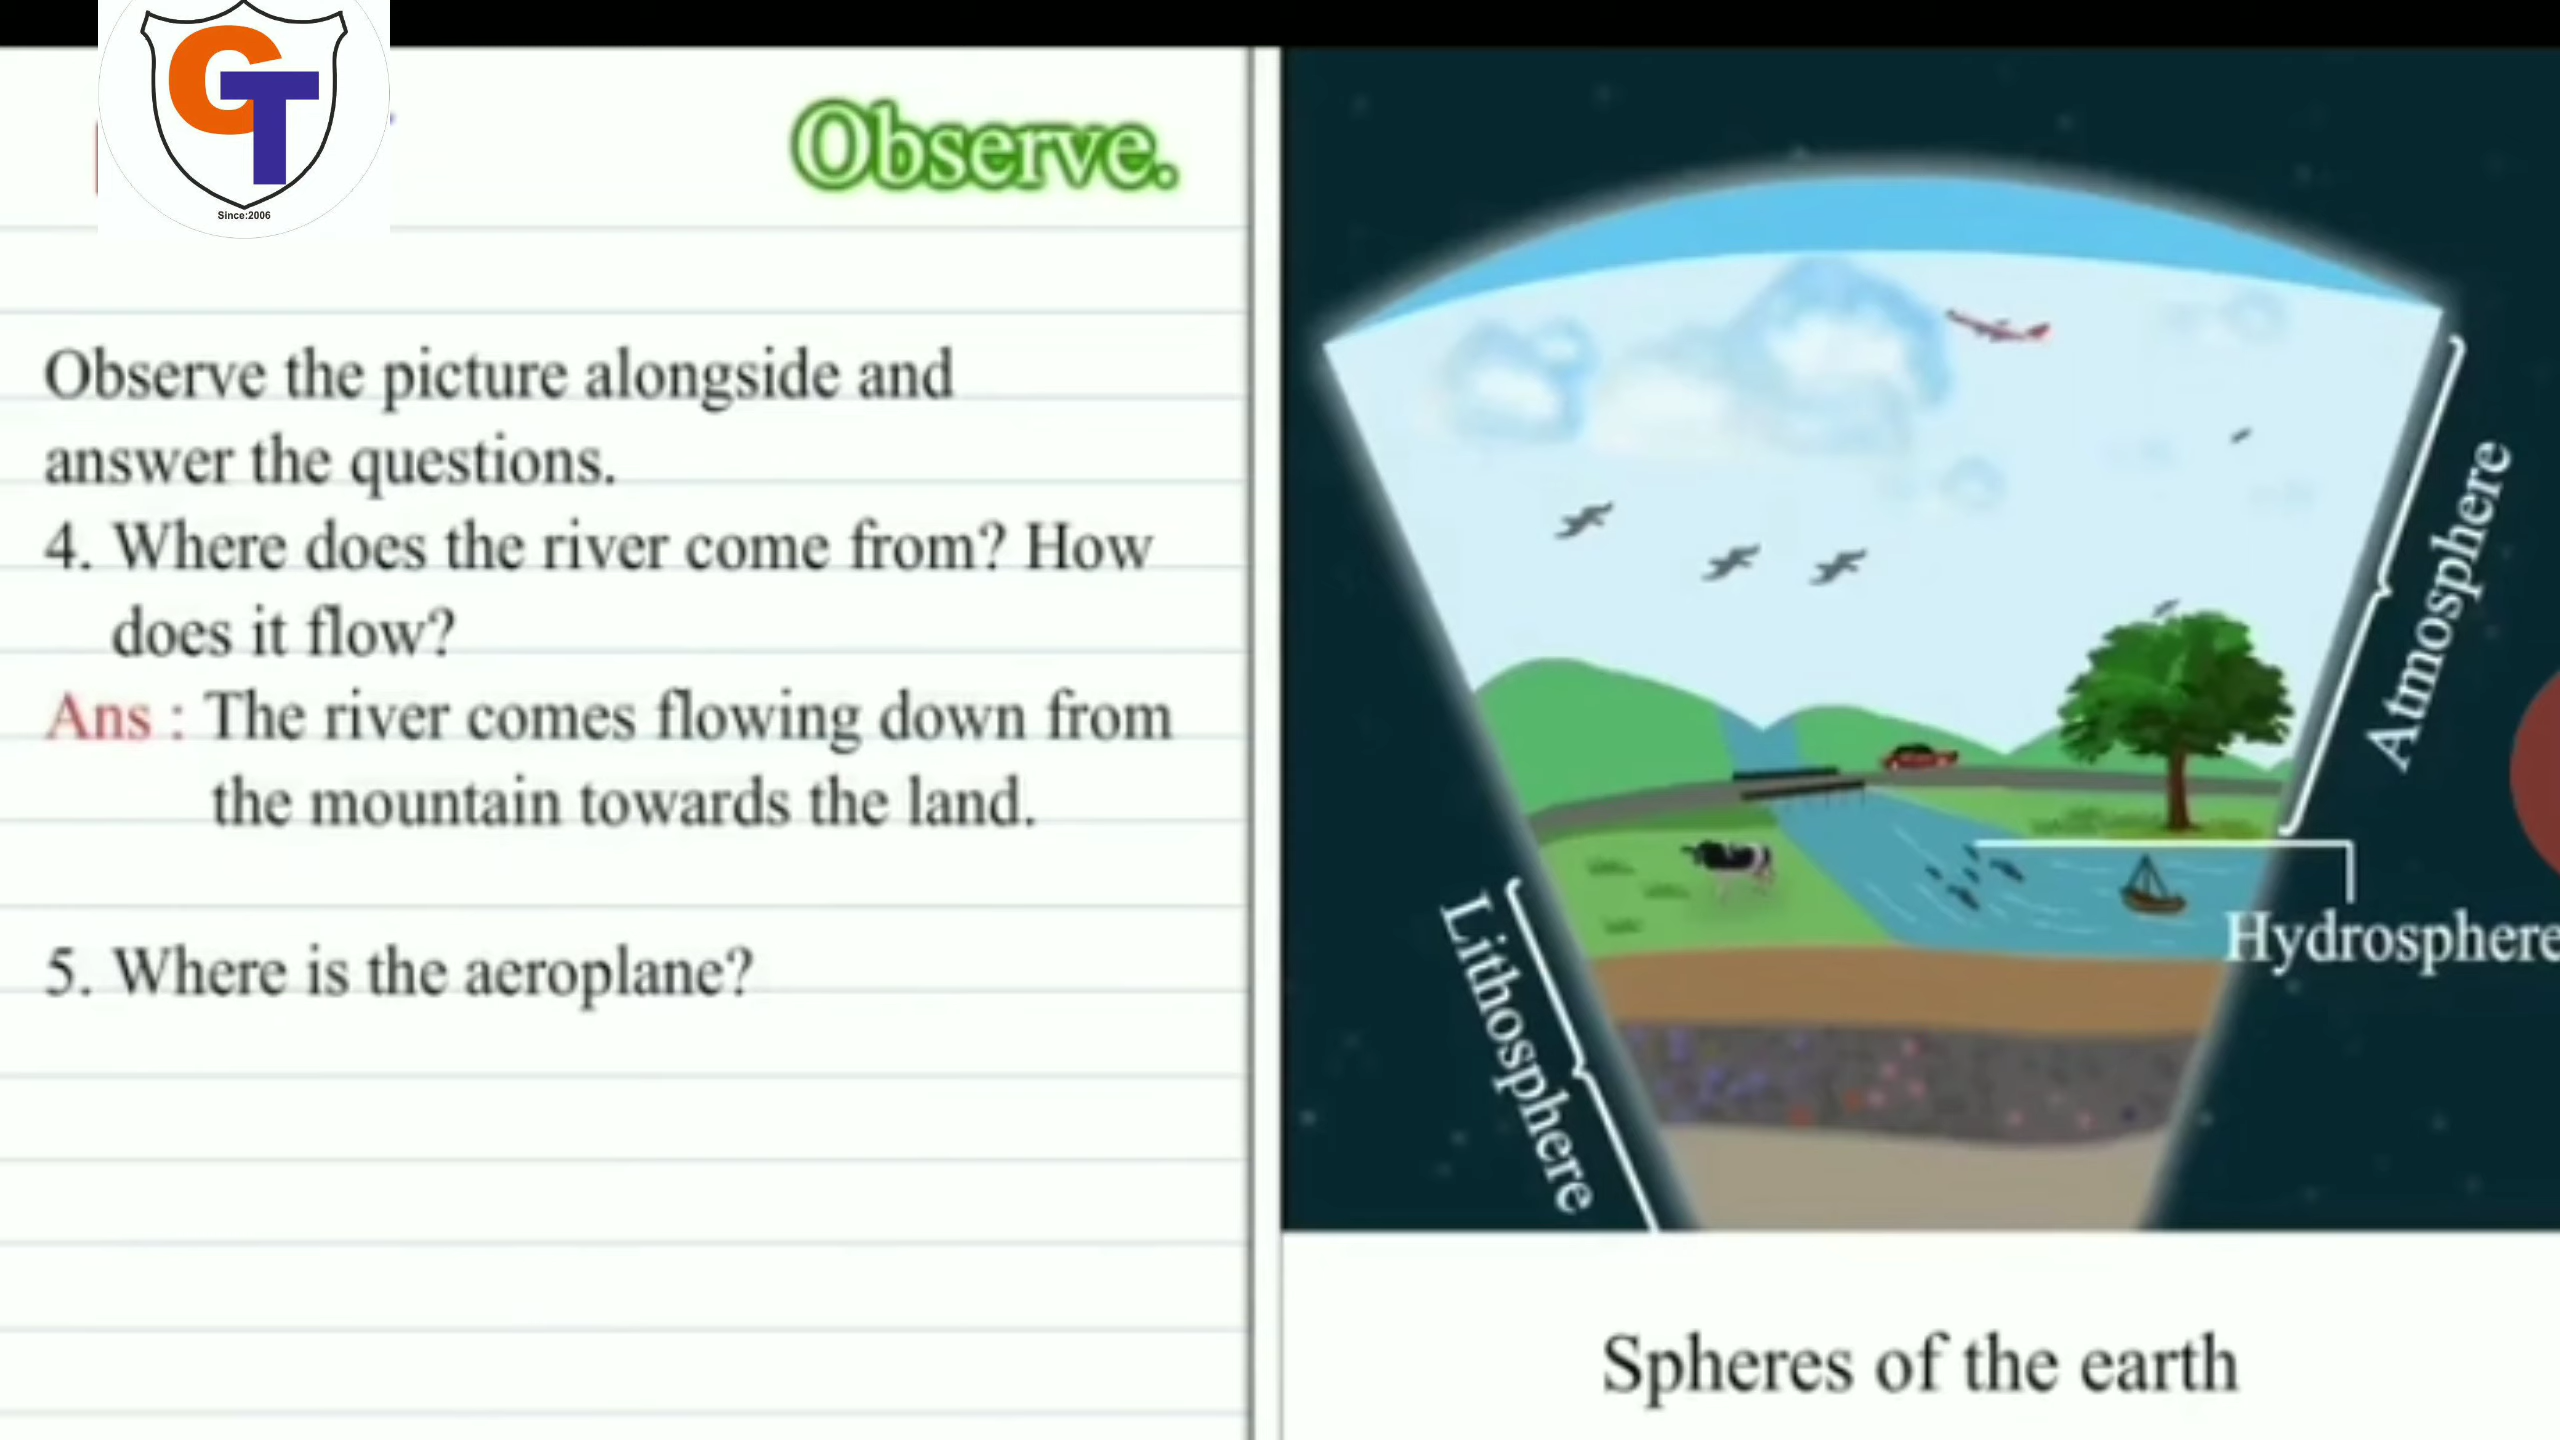 GT
Since:2006
Observe.
Observe the picture alongside and
answer the questions.
4. Where does the river come from? How
does it flow?
Ans : The river comes flowing down from
the mountain towards the land.
5. Where is the aeroplane?
Atmosphere
Hydrosphere
Lithosphere
Spheres of the earth